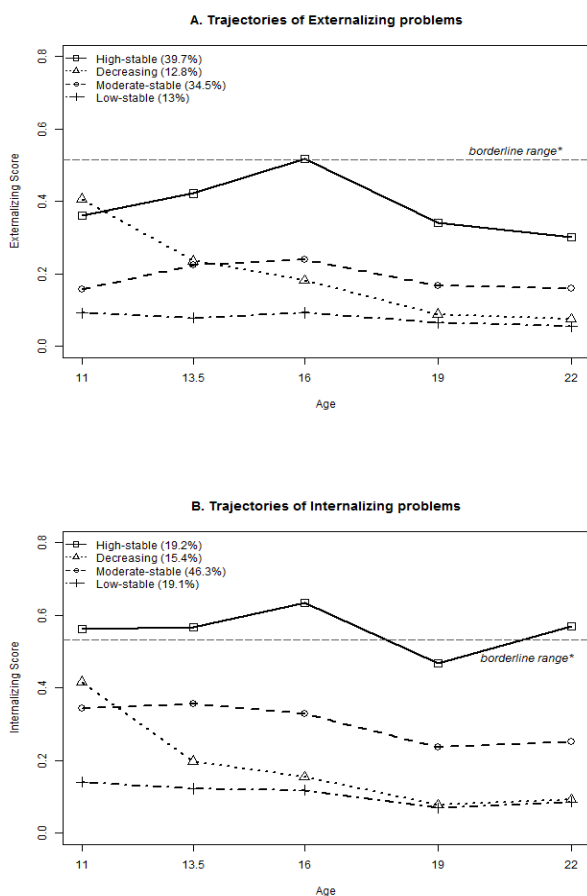 A. Trajectories of Externalizing problems
0.8
0.6
0.4
0.2
0.0
Externalizing Score
High-stable (39.7%)
Decreasing (12.8%)
Moderate-stable (34.5%)
Low-stable (13%)
borderline range*
11 13.5 16 19 22
Age
B. Trajectories of Internalizing problems
0.8
0.6
0.4
0.2
0.0
Internalizing Score
High-stable (19.2%)
Decreasing (15.4%)
Moderate-stable (46.3%)
Low-stable (19.1%)
borderline range*
11 13.5 16 19 22
Age